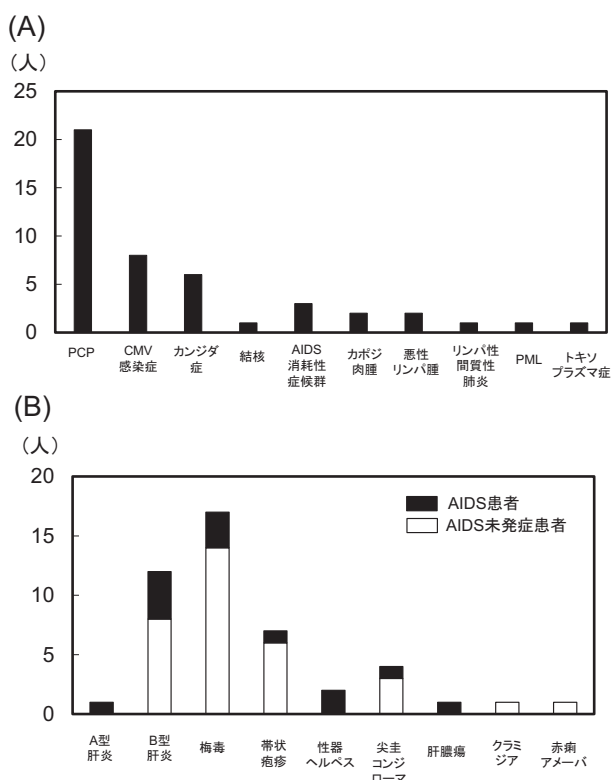 (A)
(人)
25
20
15
10
5
0
PCP
CMV
感染症
カンジダ
症
結核
AIDS
消耗性
症候群
カポジ
肉腫
悪性
リンパ腫
リンパ性
間質性
肺炎
PML
トキソ
プラズマ症
(B)
(人)
20
15
10
5
0
AIDS患者
AIDS未発症患者
A型
肝炎
B型
肝炎
梅毒
帯状
疱疹
性器
ヘルペス
尖圭
コンジ
ローマ
肝膿瘍
クラミ
ジア
赤痢
アメーバ